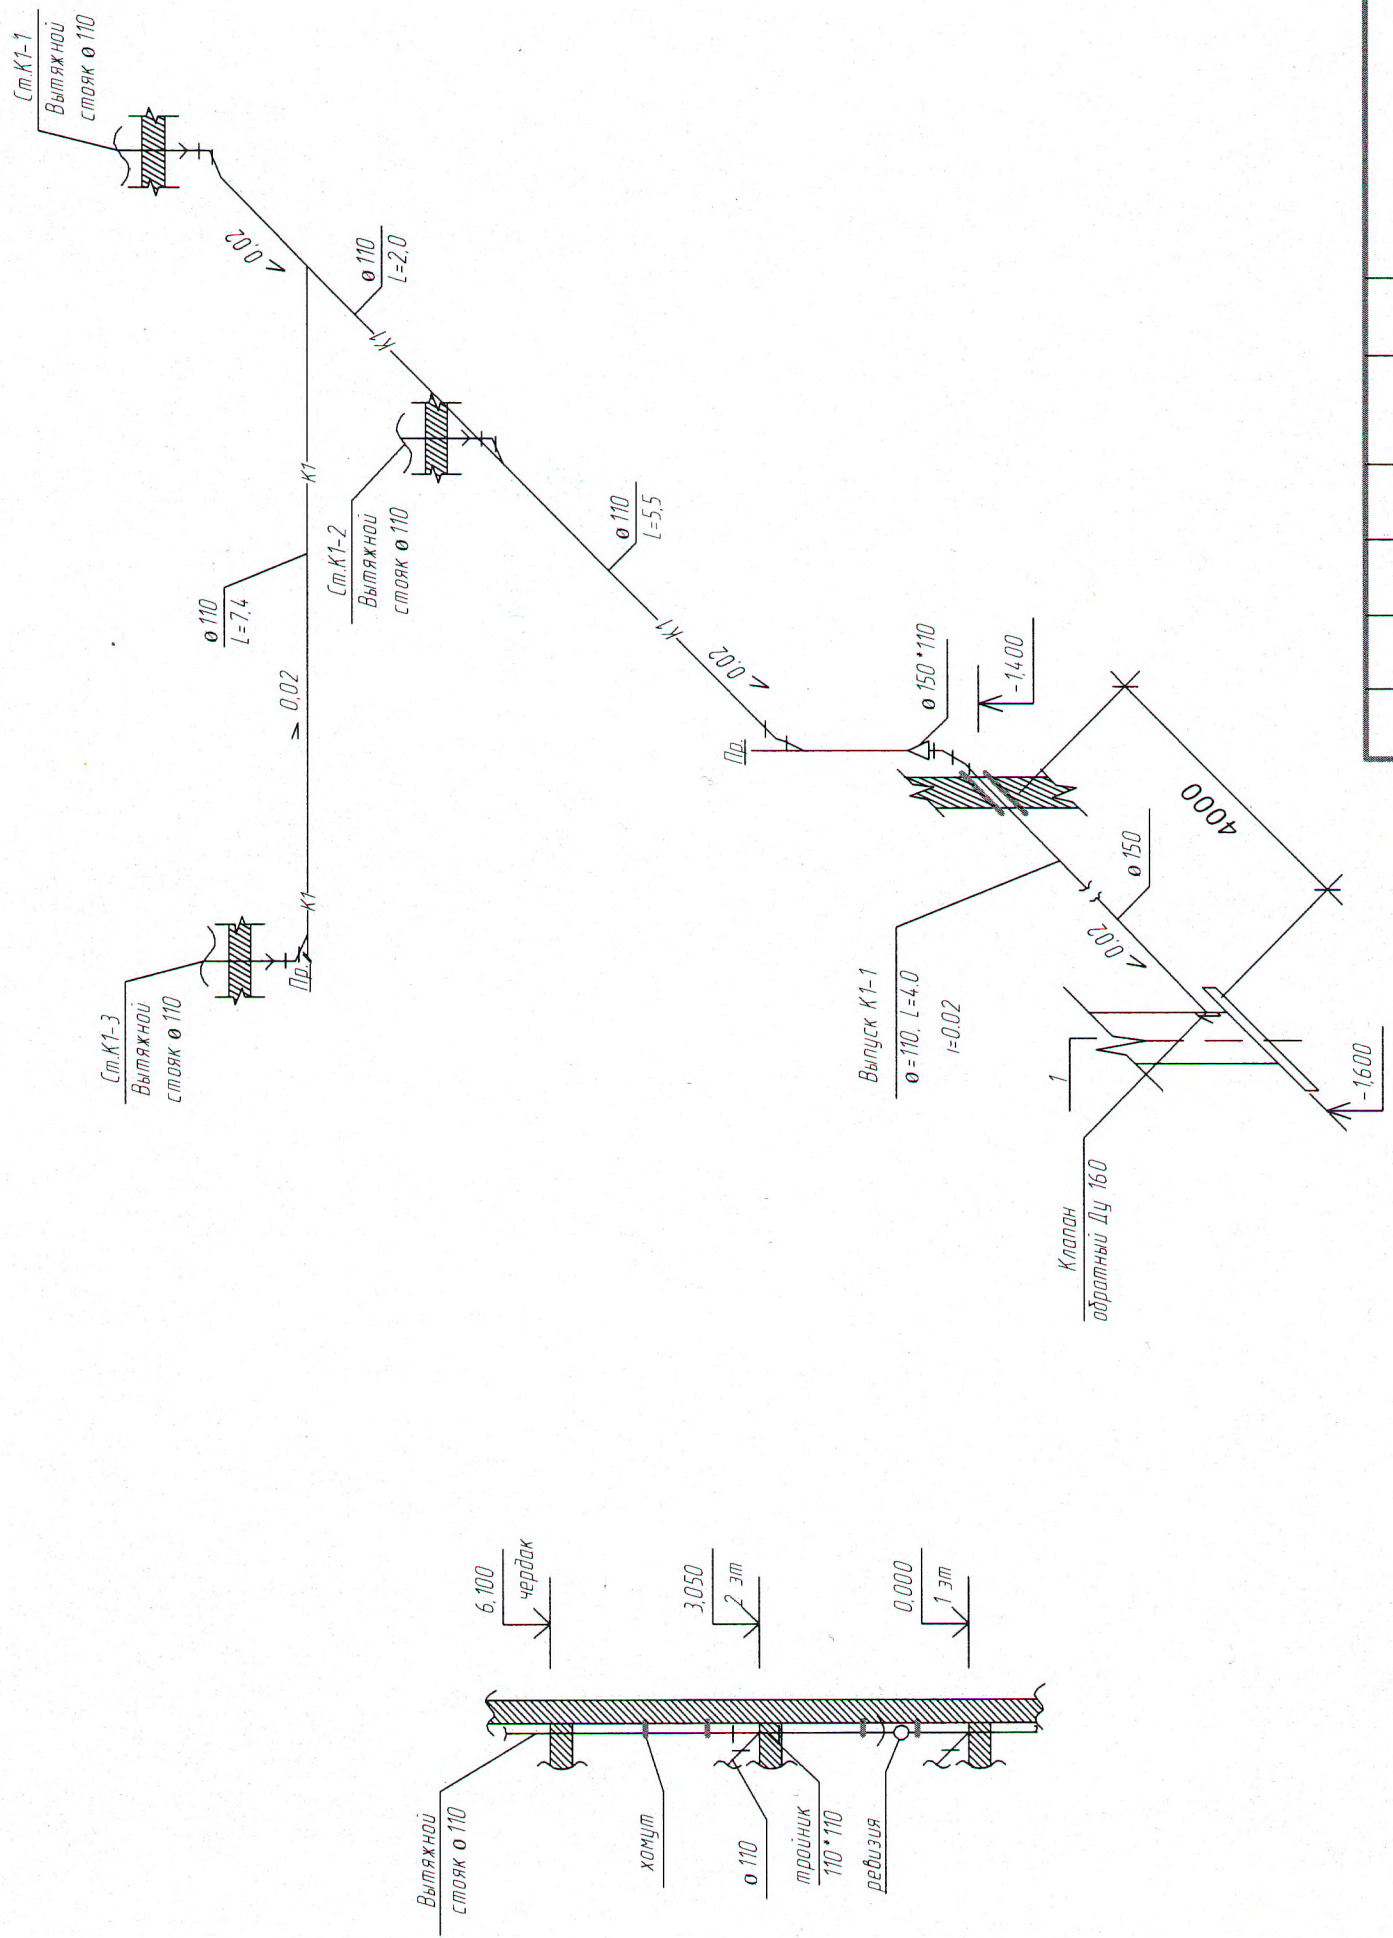 Ст.К1-1
Вытяжной
стояк ø 110
< 0,02
ø 110
L=2,0
К1
К1
ø 110
L=7,4
> 0,02
К1
Ст.К1-2
Вытяжной
стояк ø 110
ø 110
L=5,5
К1
< 0,02
Ст.К1-3
Вытяжной
стояк ø 110
Пр.
Пр.
ø 150*110
-1,400
4000
ø 150
< 0,02
Выпуск К1-1
ø=110, L=4.0
i=0.02
1
-1,600
Клапан
обратный Ду 160
6,100
чердак
3,050
2 эт
0,000
1 эт
Вытяжной
стояк ø 110
хомут
ø 110
тройник
110*110
ревизия